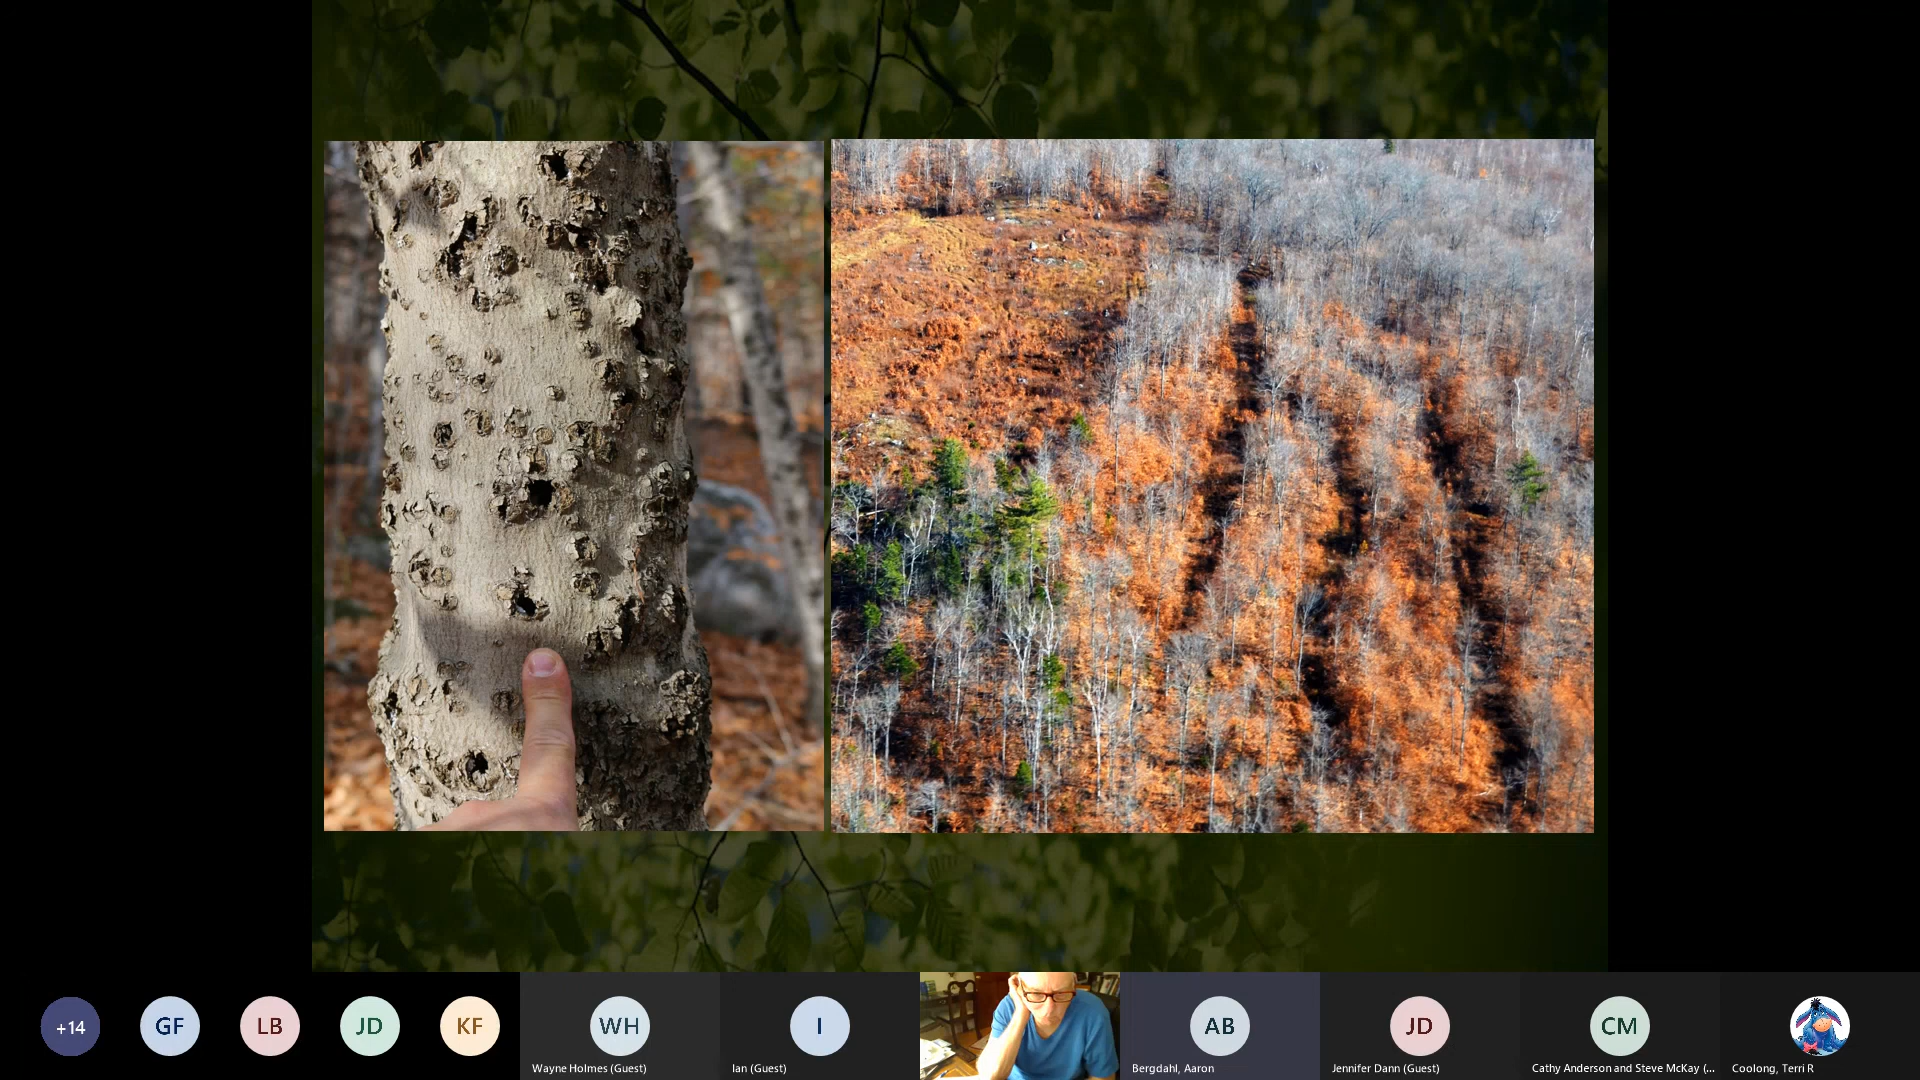 +14
GF
LB
JD
KF
WH
Wayne Holmes (Guest)
I
Ian (Guest)
AB
Bergdahl, Aaron
JD
Jennifer Dann (Guest)
CM
Cathy Anderson and Steve McKay (...
Coolong, Terri R